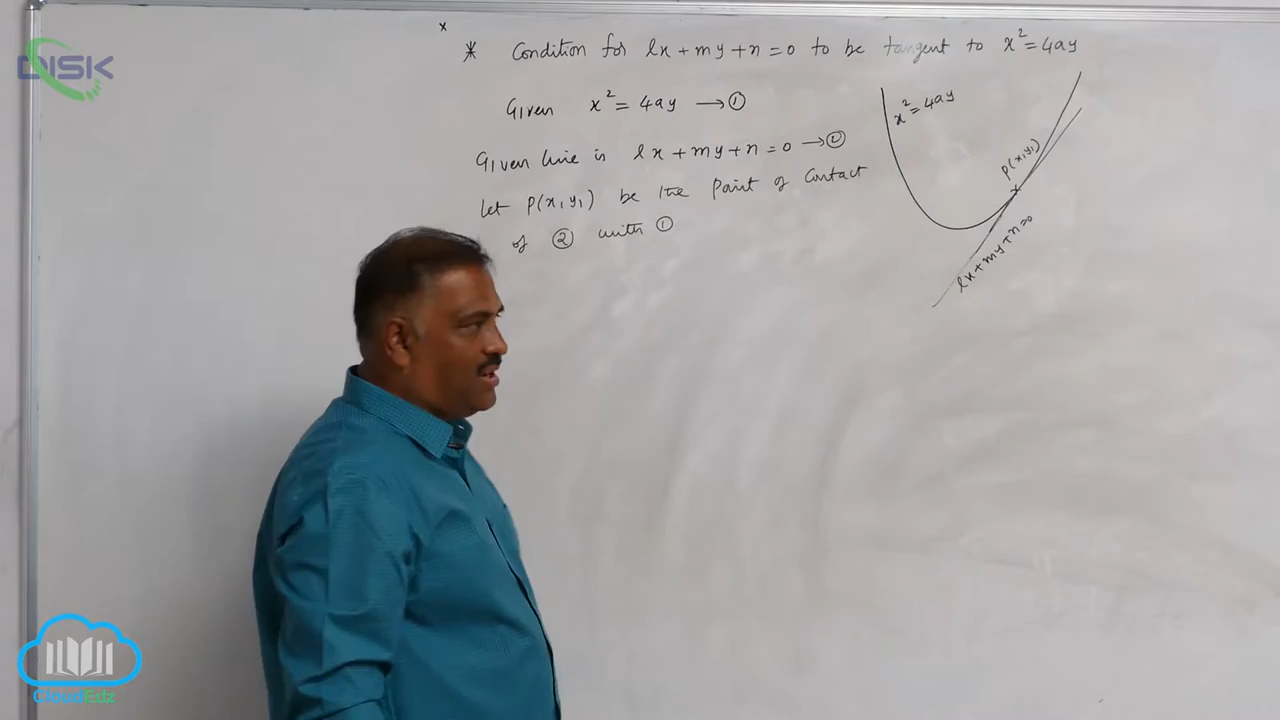 DISK
×
* Condition for lx + my + n = 0 to be tangent to x² = 4ay
Given x² = 4ay → ①
Given line is lx + my + n = 0 → ②
Let P(x₁ y₁) be the Point of Contact
of ② with ①
x² = 4ay
P(x₁ y₁)
lx + my + n = 0
CloudEdz